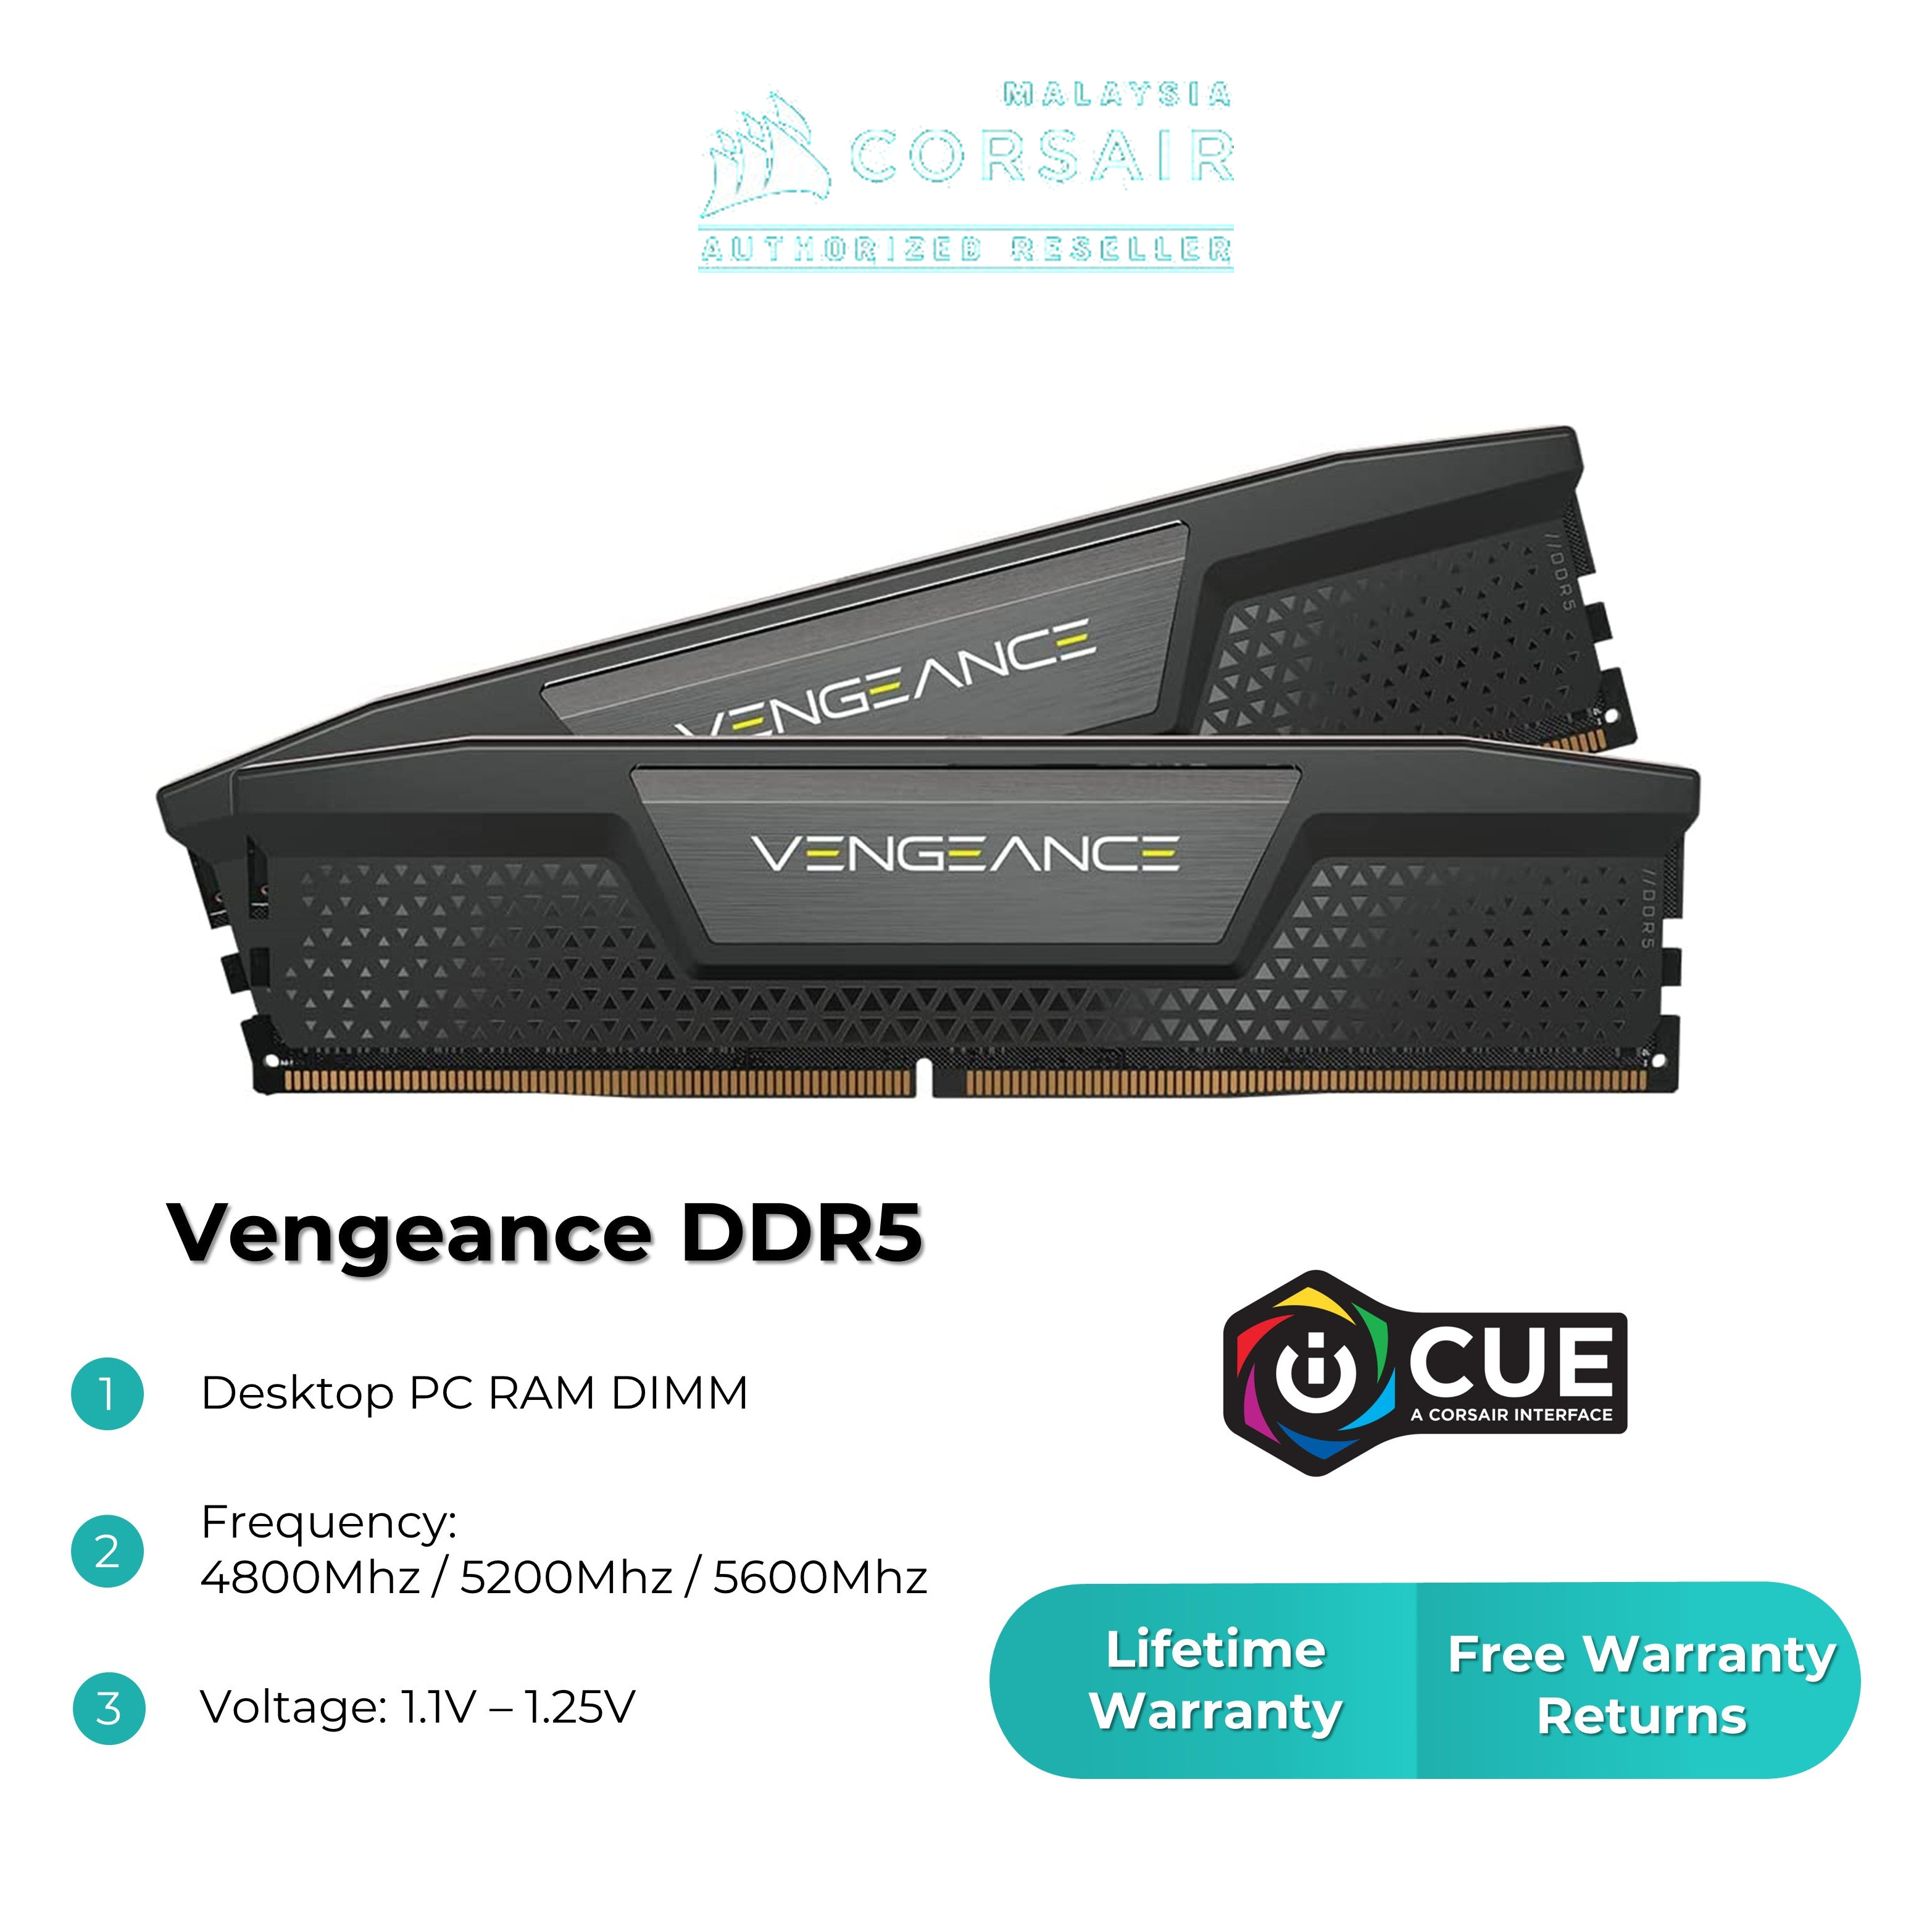 MALAYSIA
CORSAIR
AUTHORIZED RESELLER
//DDR5
VENGEANCE
VENGEANCE
//DDR5
Vengeance DDR5
1 Desktop PC RAM DIMM
2 Frequency:
4800Mhz / 5200Mhz / 5600Mhz
3 Voltage: 1.1V – 1.25V
iCUE
A CORSAIR INTERFACE
Lifetime
Warranty
Free Warranty
Returns